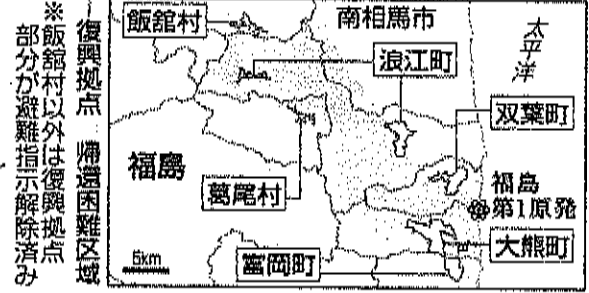 復興拠点 帰還困難区域
※飯舘村以外は復興拠点
部分が避難指示解除済み
飯舘村
南相馬市
太平洋
浪江町
双葉町
福島
葛尾村
福島
第1原発
大熊町
富岡町
5km